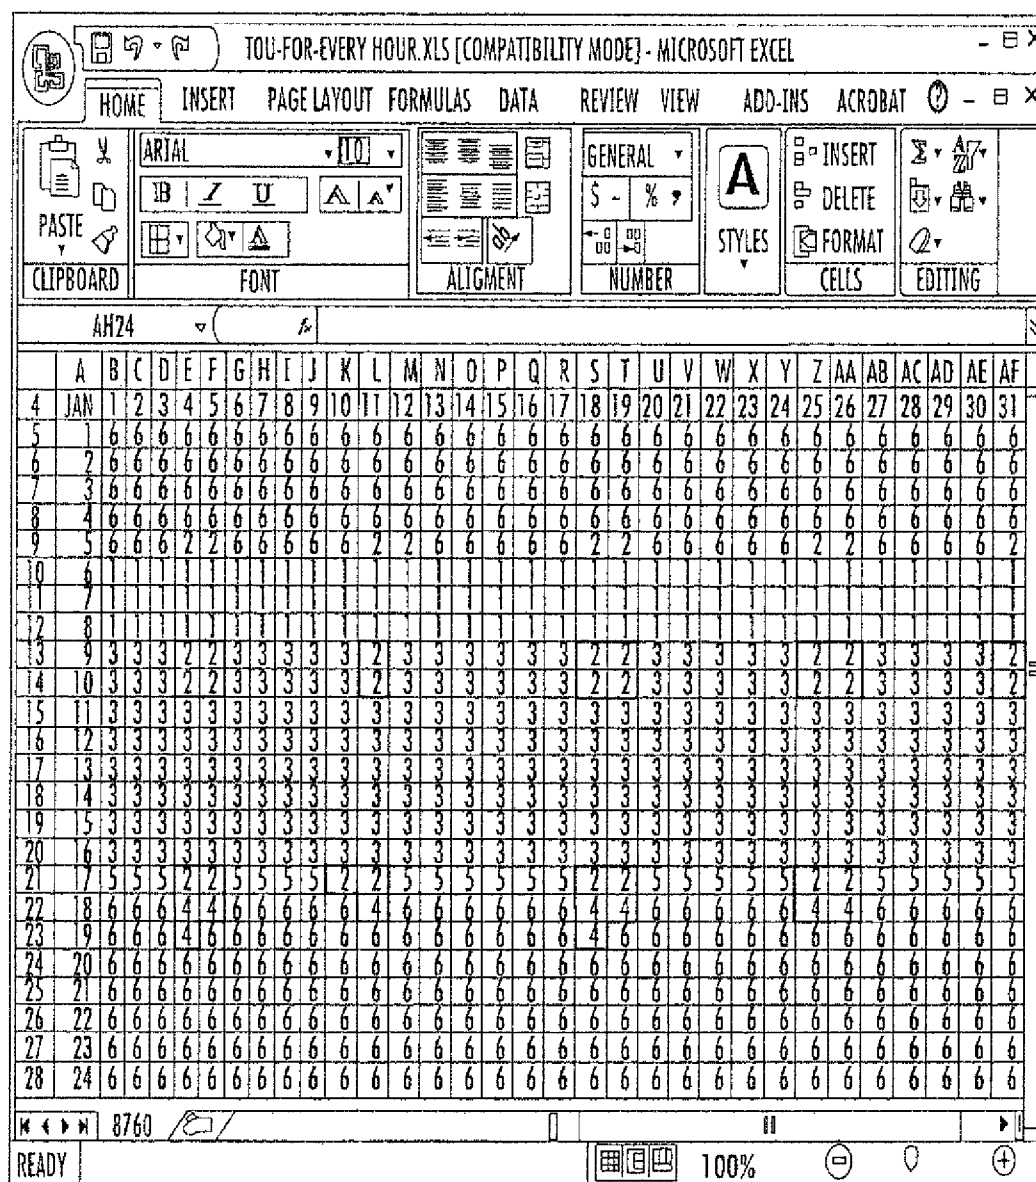 TOU-FOR-EVERY HOUR.XLS [COMPATIBILITY MODE] - MICROSOFT EXCEL
HOME INSERT PAGE LAYOUT FORMULAS DATA REVIEW VIEW ADD-INS ACROBAT ?
ARIAL 10 GENERAL A INSERT Σ A Z
B I U A A $ ~ % , DELETE
PASTE A STYLES FORMAT
CLIPBOARD FONT ALIGMENT NUMBER CELLS EDITING
AH24 fx
A B C D E F G H I J K L M N O P Q R S T U V W X Y Z AA AB AC AD AE AF
4 JAN 1 2 3 4 5 6 7 8 9 10 11 12 13 14 15 16 17 18 19 20 21 22 23 24 25 26 27 28 29 30 31
5 1 6 6 6 6 6 6 6 6 6 6 6 6 6 6 6 6 6 6 6 6 6 6 6 6 6 6 6 6 6 6 6
6 2 6 6 6 6 6 6 6 6 6 6 6 6 6 6 6 6 6 6 6 6 6 6 6 6 6 6 6 6 6 6 6
7 3 6 6 6 6 6 6 6 6 6 6 6 6 6 6 6 6 6 6 6 6 6 6 6 6 6 6 6 6 6 6 6
8 4 6 6 6 6 6 6 6 6 6 6 6 6 6 6 6 6 6 6 6 6 6 6 6 6 6 6 6 6 6 6 6
9 5 6 6 6 2 2 6 6 6 6 6 2 2 6 6 6 6 6 2 2 6 6 6 6 6 2 2 6 6 6 6 2
10 6 1 1 1 1 1 1 1 1 1 1 1 1 1 1 1 1 1 1 1 1 1 1 1 1 1 1 1 1 1 1 1
11 7 1 1 1 1 1 1 1 1 1 1 1 1 1 1 1 1 1 1 1 1 1 1 1 1 1 1 1 1 1 1 1
12 8 1 1 1 1 1 1 1 1 1 1 1 1 1 1 1 1 1 1 1 1 1 1 1 1 1 1 1 1 1 1 1
13 9 3 3 3 2 2 3 3 3 3 3 2 3 3 3 3 3 3 2 2 3 3 3 3 3 2 2 3 3 3 3 2
14 10 3 3 3 2 2 3 3 3 3 3 2 3 3 3 3 3 3 2 2 3 3 3 3 3 2 2 3 3 3 3 2
15 11 3 3 3 3 3 3 3 3 3 3 3 3 3 3 3 3 3 3 3 3 3 3 3 3 3 3 3 3 3 3 3
16 12 3 3 3 3 3 3 3 3 3 3 3 3 3 3 3 3 3 3 3 3 3 3 3 3 3 3 3 3 3 3 3
17 13 3 3 3 3 3 3 3 3 3 3 3 3 3 3 3 3 3 3 3 3 3 3 3 3 3 3 3 3 3 3 3
18 14 3 3 3 3 3 3 3 3 3 3 3 3 3 3 3 3 3 3 3 3 3 3 3 3 3 3 3 3 3 3 3
19 15 3 3 3 3 3 3 3 3 3 3 3 3 3 3 3 3 3 3 3 3 3 3 3 3 3 3 3 3 3 3 3
20 16 3 3 3 3 3 3 3 3 3 3 3 3 3 3 3 3 3 3 3 3 3 3 3 3 3 3 3 3 3 3 3
21 17 5 5 5 2 2 5 5 5 5 2 2 5 5 5 5 5 5 2 2 5 5 5 5 5 2 2 5 5 5 5 5
22 18 6 6 6 4 4 6 6 6 6 6 4 6 6 6 6 6 6 4 4 6 6 6 6 6 4 4 6 6 6 6 6
23 19 6 6 6 4 6 6 6 6 6 6 6 6 6 6 6 6 6 4 6 6 6 6 6 6 6 6 6 6 6 6 6
24 20 6 6 6 6 6 6 6 6 6 6 6 6 6 6 6 6 6 6 6 6 6 6 6 6 6 6 6 6 6 6 6
25 21 6 6 6 6 6 6 6 6 6 6 6 6 6 6 6 6 6 6 6 6 6 6 6 6 6 6 6 6 6 6 6
26 22 6 6 6 6 6 6 6 6 6 6 6 6 6 6 6 6 6 6 6 6 6 6 6 6 6 6 6 6 6 6 6
27 23 6 6 6 6 6 6 6 6 6 6 6 6 6 6 6 6 6 6 6 6 6 6 6 6 6 6 6 6 6 6 6
28 24 6 6 6 6 6 6 6 6 6 6 6 6 6 6 6 6 6 6 6 6 6 6 6 6 6 6 6 6 6 6 6
8760
READY 100%